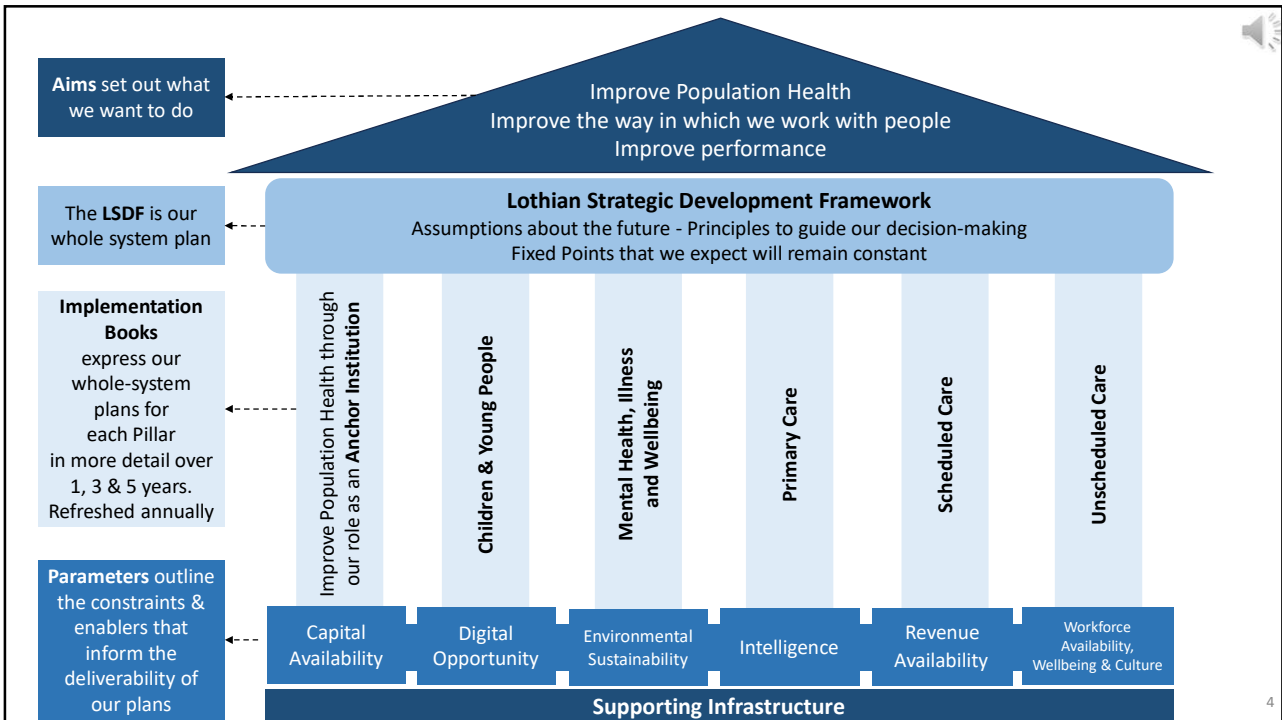 Aims set out what
we want to do
Improve Population Health
Improve the way in which we work with people
Improve performance
The LSDF is our
whole system plan
Lothian Strategic Development Framework
Assumptions about the future - Principles to guide our decision-making
Fixed Points that we expect will remain constant
Implementation
Books
express our
whole-system
plans for
each Pillar
in more detail over
1, 3 & 5 years.
Refreshed annually
Improve Population Health through
our role as an Anchor Institution
Children & Young People
Mental Health, Illness
and Wellbeing
Primary Care
Scheduled Care
Unscheduled Care
Parameters outline
the constraints &
enablers that
inform the
deliverability of
our plans
Capital
Availability
Digital
Opportunity
Environmental
Sustainability
Intelligence
Revenue
Availability
Workforce
Availability,
Wellbeing & Culture
Supporting Infrastructure
4